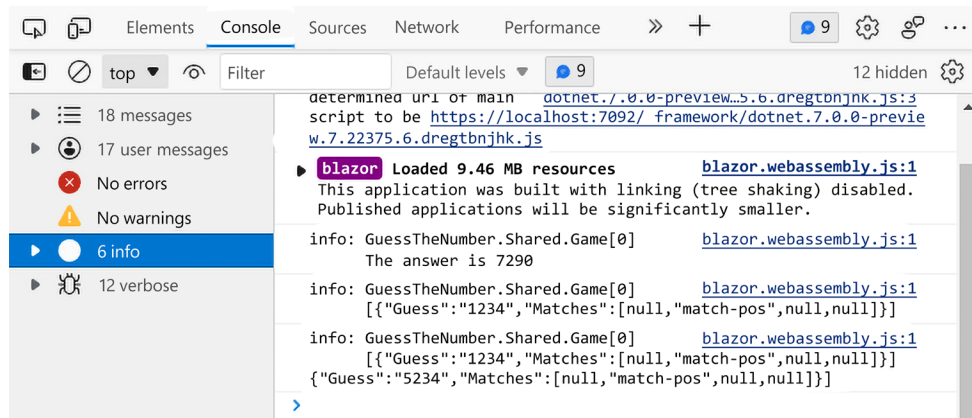 Elements Console Sources Network Performance 9
top Filter Default levels 9 12 hidden
18 messages
17 user messages
No errors
No warnings
6 info
12 verbose
determined url of main dotnet.7.0.0-preview…5.6.dregtbnjhk.js:3
script to be https://localhost:7092/_framework/dotnet.7.0.0-previe
w.7.22375.6.dregtbnjhk.js
blazor Loaded 9.46 MB resources blazor.webassembly.js:1
This application was built with linking (tree shaking) disabled.
Published applications will be significantly smaller.
info: GuessTheNumber.Shared.Game[0] blazor.webassembly.js:1
The answer is 7290
info: GuessTheNumber.Shared.Game[0] blazor.webassembly.js:1
[{"Guess":"1234","Matches":[null,"match-pos",null,null]}]
info: GuessTheNumber.Shared.Game[0] blazor.webassembly.js:1
[{"Guess":"1234","Matches":[null,"match-pos",null,null]}]
{"Guess":"5234","Matches":[null,"match-pos",null,null]}]